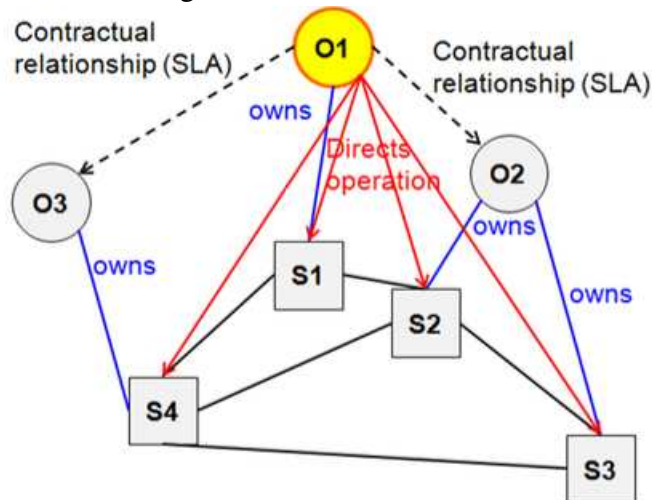 Contractual
relationship (SLA)
O1
Contractual
relationship (SLA)
owns
Directs
operation
O3
O2
owns
owns
S1
owns
S2
S4
S3